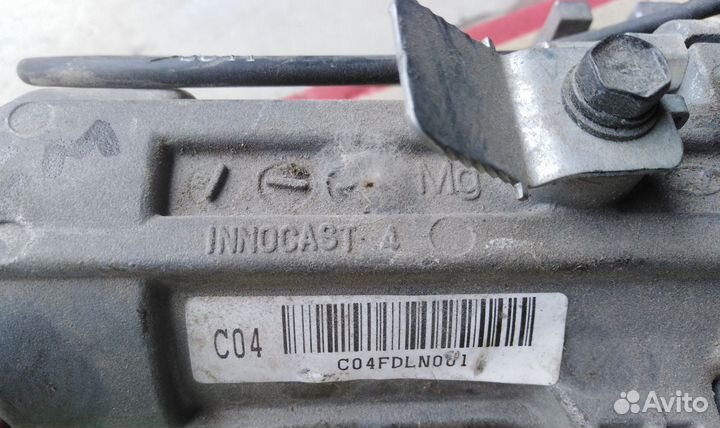 Mg
INNOCAST 4
C04
C04FDLN001
Avito